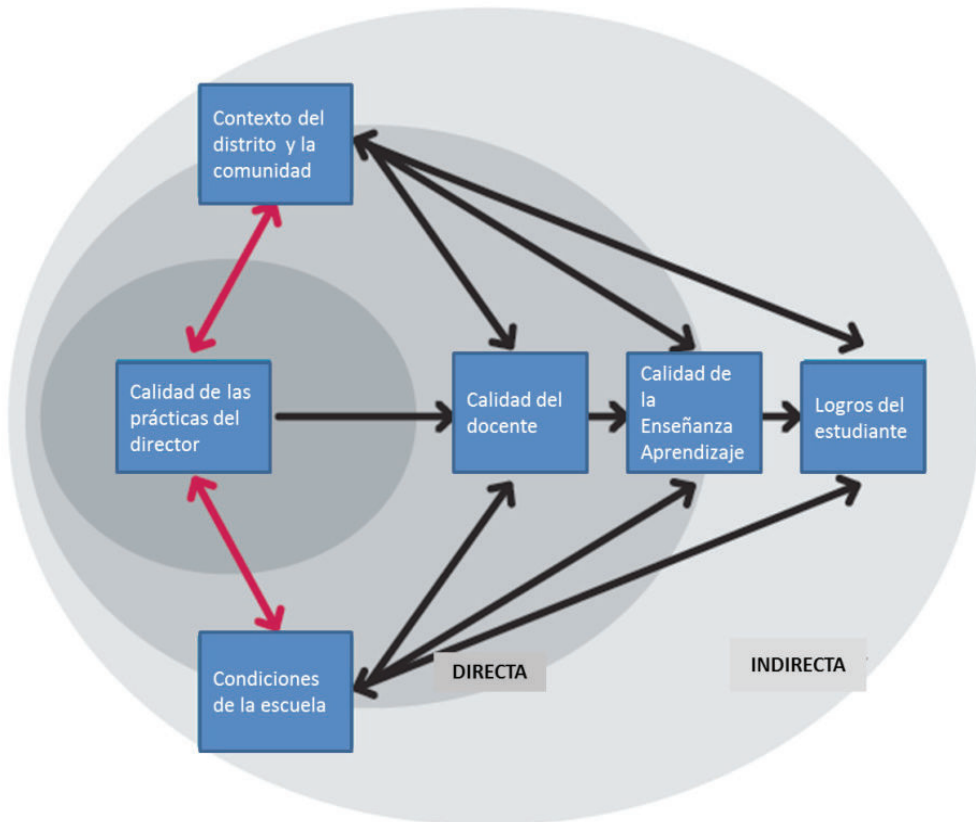 Contexto del
distrito y la
comunidad
Calidad de las
prácticas del
director
Calidad del
docente
Calidad de
la
Enseñanza
Aprendizaje
Logros del
estudiante
Condiciones
de la escuela
DIRECTA
INDIRECTA